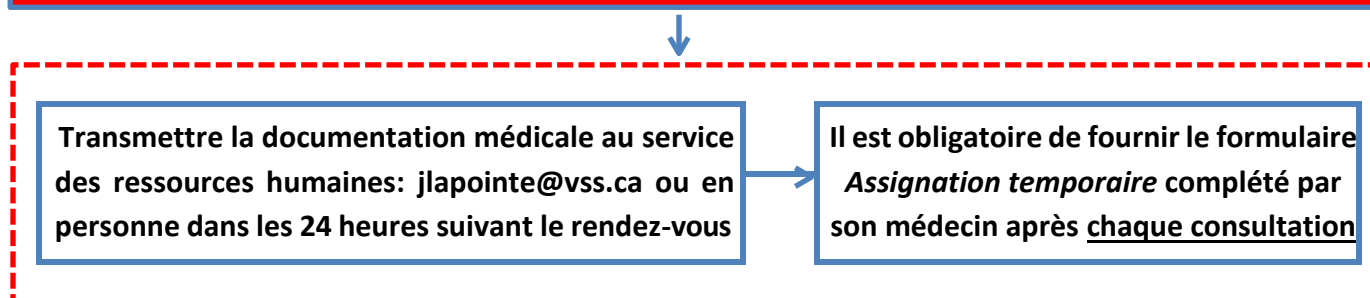 Transmettre la documentation médicale au service
des ressources humaines: jlapointe@vss.ca ou en
personne dans les 24 heures suivant le rendez-vous
Il est obligatoire de fournir le formulaire
Assignation temporaire complété par
son médecin après chaque consultation